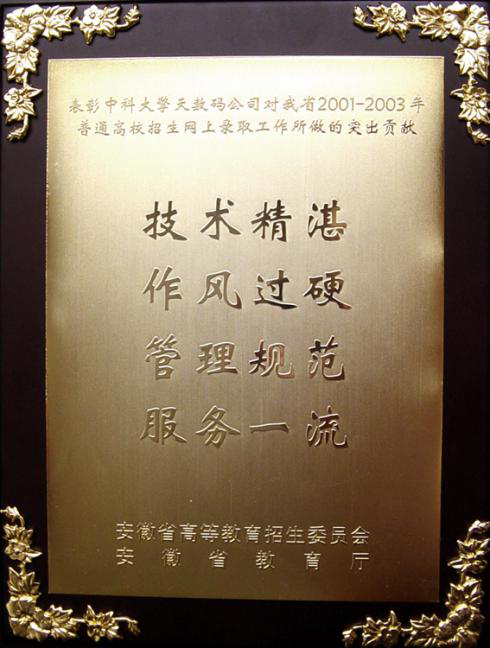 表彰中科大擎天数码公司对我省2001-2003年
普通高校招生网上录取工作所做的突出贡献
技术精湛
作风过硬
管理规范
服务一流
安徽省高等教育招生委员会
安徽省教育厅